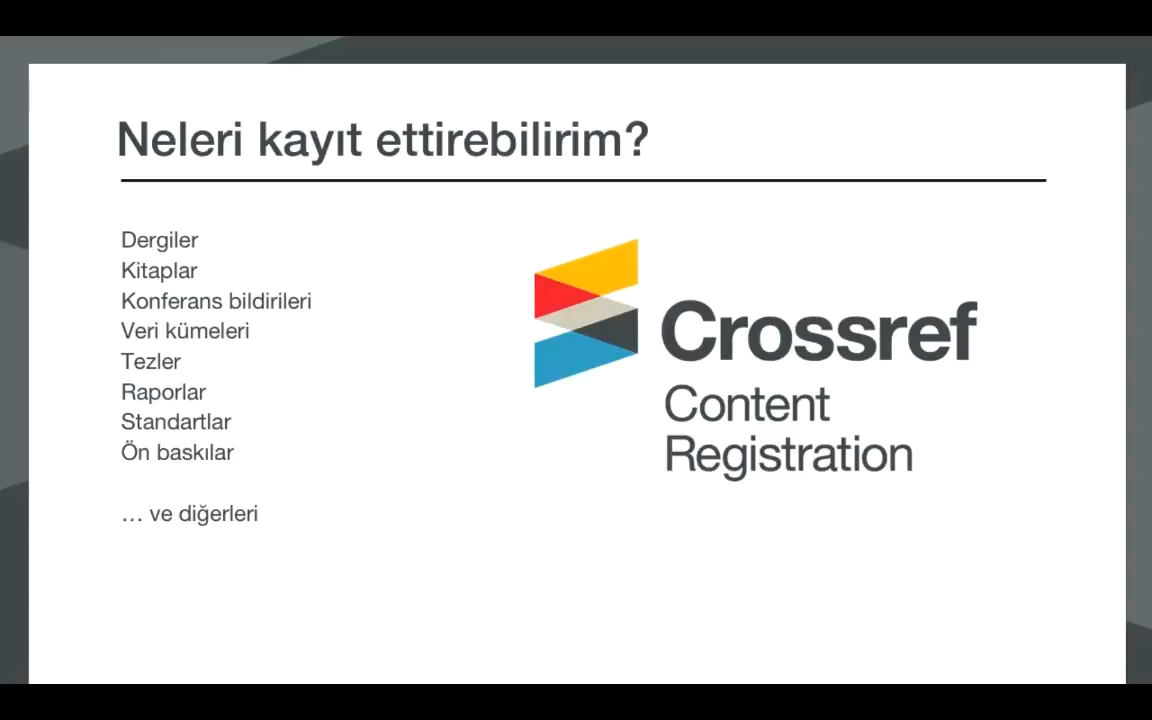 Neleri kayıt ettirebilirim?
Dergiler
Kitaplar
Konferans bildirileri
Veri kümeleri
Tezler
Raporlar
Standartlar
Ön baskılar
… ve diğerleri
Crossref
Content
Registration